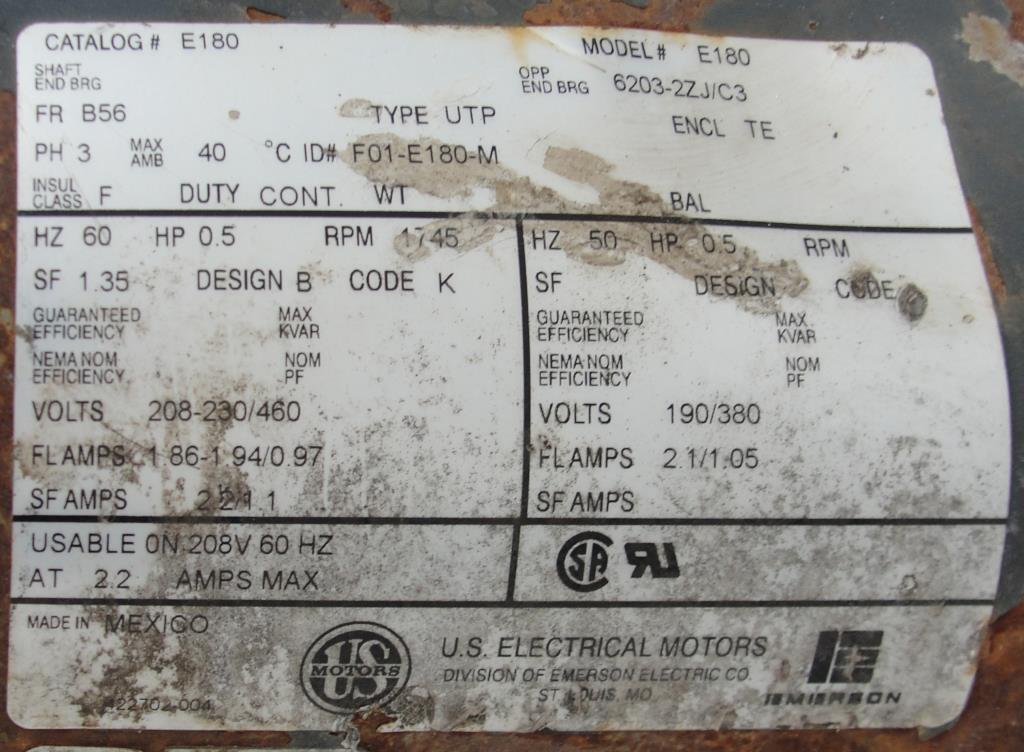 CATALOG # E180 MODEL# E180
SHAFT END BRG OPP END BRG 6203-2ZJ/C3
FR B56 TYPE UTP ENCL TE
PH 3 MAX AMB 40 °C ID# F01-E180-M
INSUL CLASS F DUTY CONT. WT BAL
HZ 60 HP 0.5 RPM 1745
SF 1.35 DESIGN B CODE K
GUARANTEED EFFICIENCY MAX KVAR
NEMA NOM EFFICIENCY NOM PF
VOLTS 208-230/460
FL AMPS 1.86-1.94/0.97
SF AMPS 2.2/1.1
HZ 50 HP 0.5 RPM
SF DESIGN CODE
GUARANTEED EFFICIENCY MAX KVAR
NEMA NOM EFFICIENCY NOM PF
VOLTS 190/380
FL AMPS 2.1/1.05
SF AMPS
USABLE ON 208V 60 HZ
AT 2.2 AMPS MAX
SA RU
MADE IN MEXICO
US MOTORS
U.S. ELECTRICAL MOTORS
DIVISION OF EMERSON ELECTRIC CO.
ST. LOUIS, MO.
EMERSON